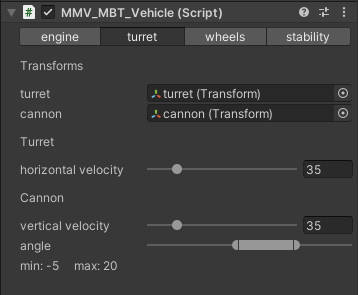 # MMV_MBT_Vehicle (Script)
engine turret wheels stability
Transforms
turret turret (Transform)
cannon cannon (Transform)
Turret
horizontal velocity 35
Cannon
vertical velocity 35
angle
min: -5 max: 20